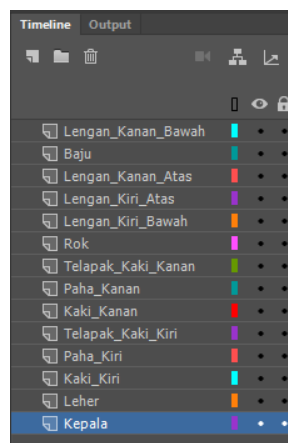 Timeline Output
Lengan_Kanan_Bawah
Baju
Lengan_Kanan_Atas
Lengan_Kiri_Atas
Lengan_Kiri_Bawah
Rok
Telapak_Kaki_Kanan
Paha_Kanan
Kaki_Kanan
Telapak_Kaki_Kiri
Paha_Kiri
Kaki_Kiri
Leher
Kepala